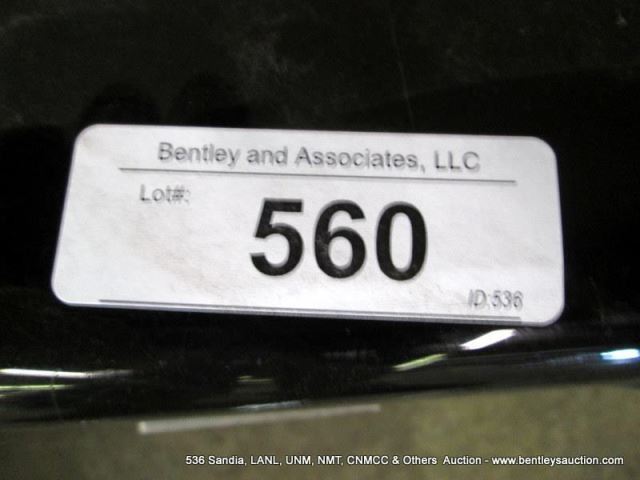 Bentley and Associates, LLC
Lot#:
560
ID:536
536 Sandia, LANL, UNM, NMT, CNMCC & Others  Auction - www.bentleysauction.com